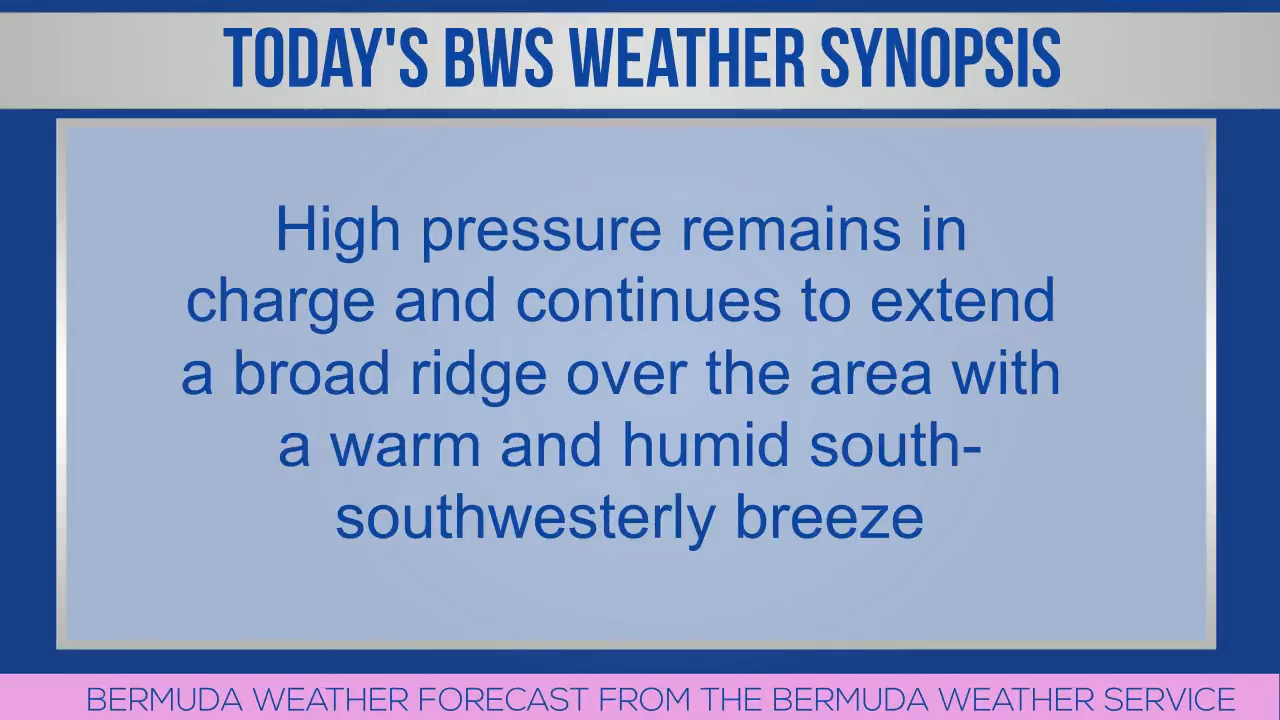 TODAY'S BWS WEATHER SYNOPSIS
High pressure remains in
charge and continues to extend
a broad ridge over the area with
a warm and humid south-
southwesterly breeze
BERMUDA WEATHER FORECAST FROM THE BERMUDA WEATHER SERVICE